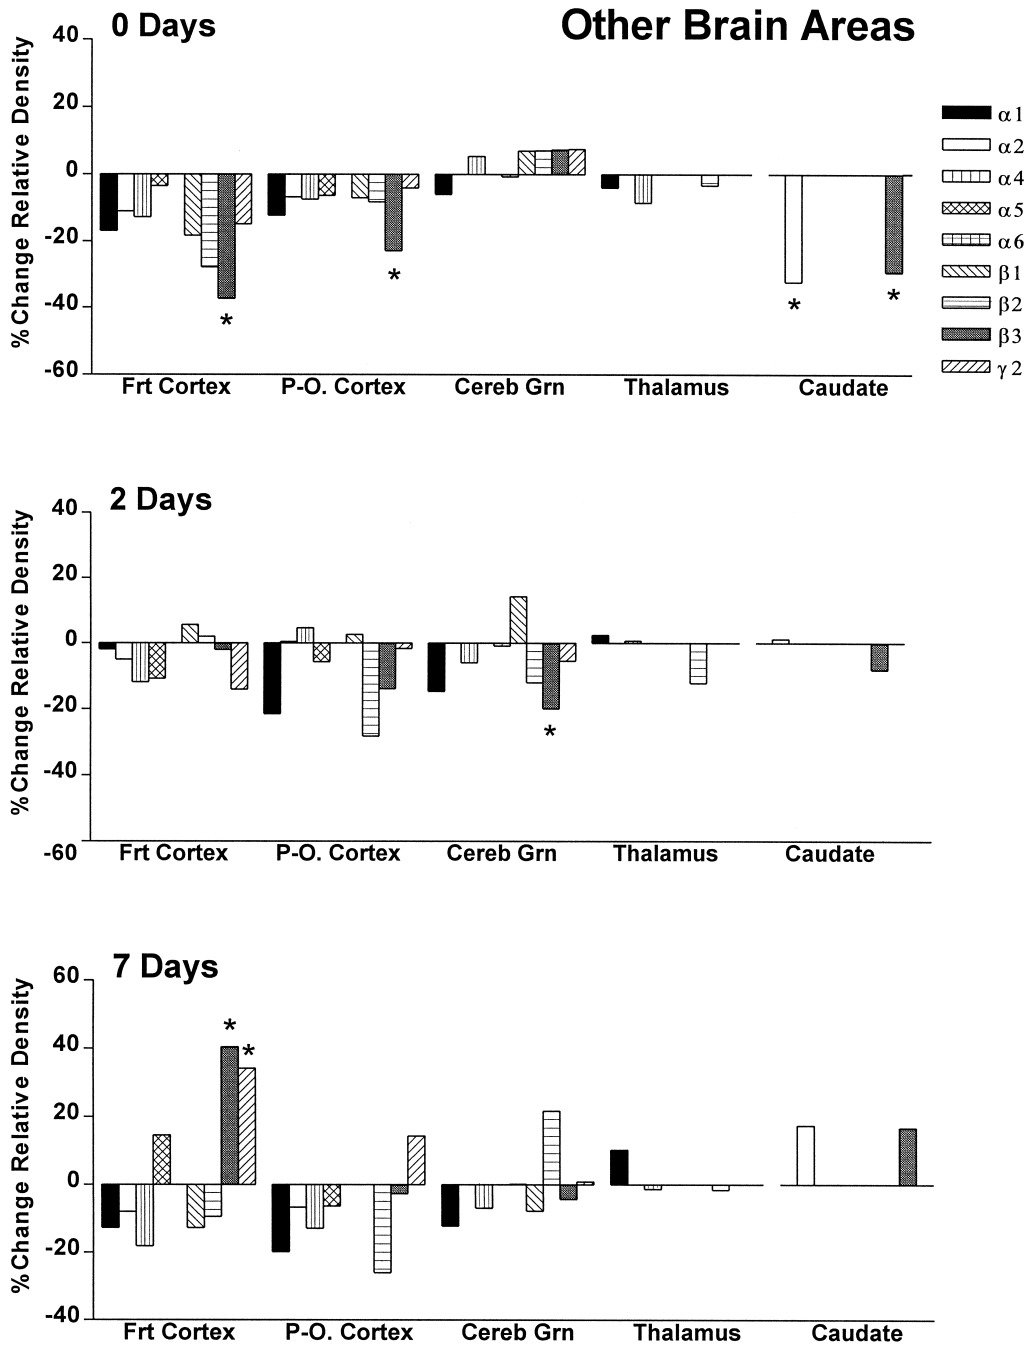 0 Days
Other Brain Areas
%Change Relative Density
40
20
0
-20
-40
-60
*
*
*
*
Frt Cortex
P-O. Cortex
Cereb Grn
Thalamus
Caudate
α1
α2
α4
α5
α6
β1
β2
β3
γ2
2 Days
%Change Relative Density
40
20
0
-20
-40
-60
*
Frt Cortex
P-O. Cortex
Cereb Grn
Thalamus
Caudate
7 Days
%Change Relative Density
60
40
20
0
-20
-40
*
*
Frt Cortex
P-O. Cortex
Cereb Grn
Thalamus
Caudate